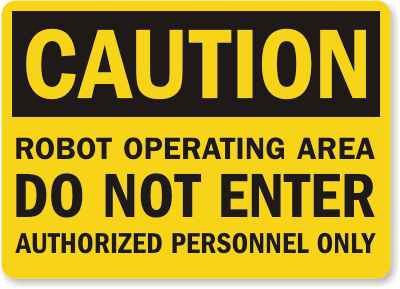 CAUTION
ROBOT OPERATING AREA
DO NOT ENTER
AUTHORIZED PERSONNEL ONLY